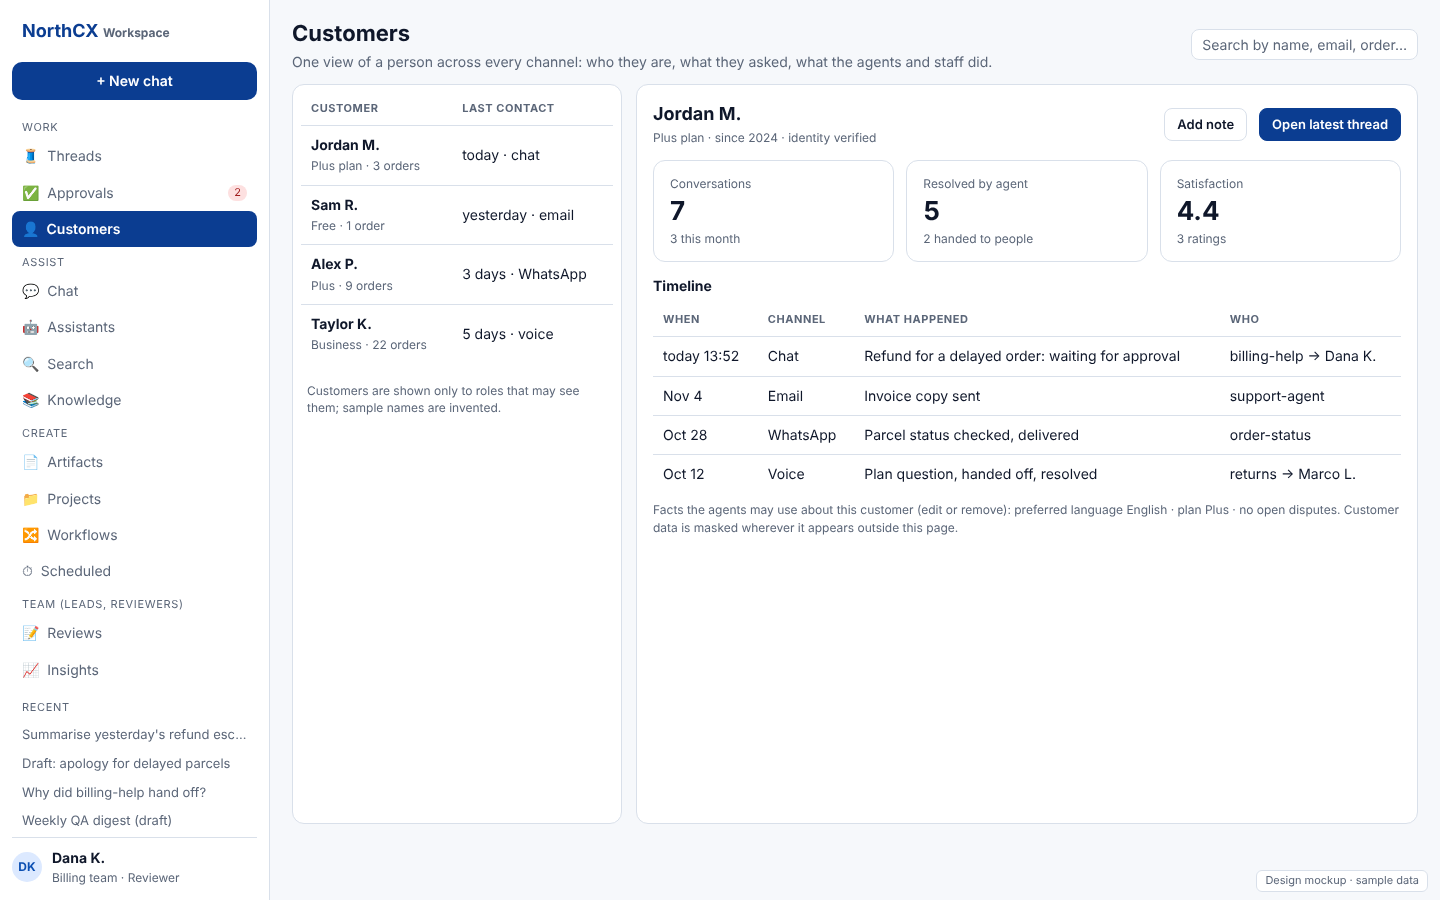 NorthCX Workspace
+ New chat
WORK
Threads
Approvals 2
Customers
ASSIST
Chat
Assistants
Search
Knowledge
CREATE
Artifacts
Projects
Workflows
Scheduled
TEAM (LEADS, REVIEWERS)
Reviews
Insights
RECENT
Summarise yesterday's refund esc...
Draft: apology for delayed parcels
Why did billing-help hand off?
Weekly QA digest (draft)
DK
Dana K.
Billing team · Reviewer
Customers
One view of a person across every channel: who they are, what they asked, what the agents and staff did.
Search by name, email, order...
CUSTOMER LAST CONTACT
Jordan M.
Plus plan · 3 orders
today · chat
Sam R.
Free · 1 order
yesterday · email
Alex P.
Plus · 9 orders
3 days · WhatsApp
Taylor K.
Business · 22 orders
5 days · voice
Customers are shown only to roles that may see
them; sample names are invented.
Jordan M.
Plus plan · since 2024 · identity verified
Add note
Open latest thread
Conversations
7
3 this month
Resolved by agent
5
2 handed to people
Satisfaction
4.4
3 ratings
Timeline
WHEN CHANNEL WHAT HAPPENED WHO
today 13:52 Chat Refund for a delayed order: waiting for approval billing-help → Dana K.
Nov 4 Email Invoice copy sent support-agent
Oct 28 WhatsApp Parcel status checked, delivered order-status
Oct 12 Voice Plan question, handed off, resolved returns → Marco L.
Facts the agents may use about this customer (edit or remove): preferred language English · plan Plus · no open disputes. Customer
data is masked wherever it appears outside this page.
Design mockup · sample data